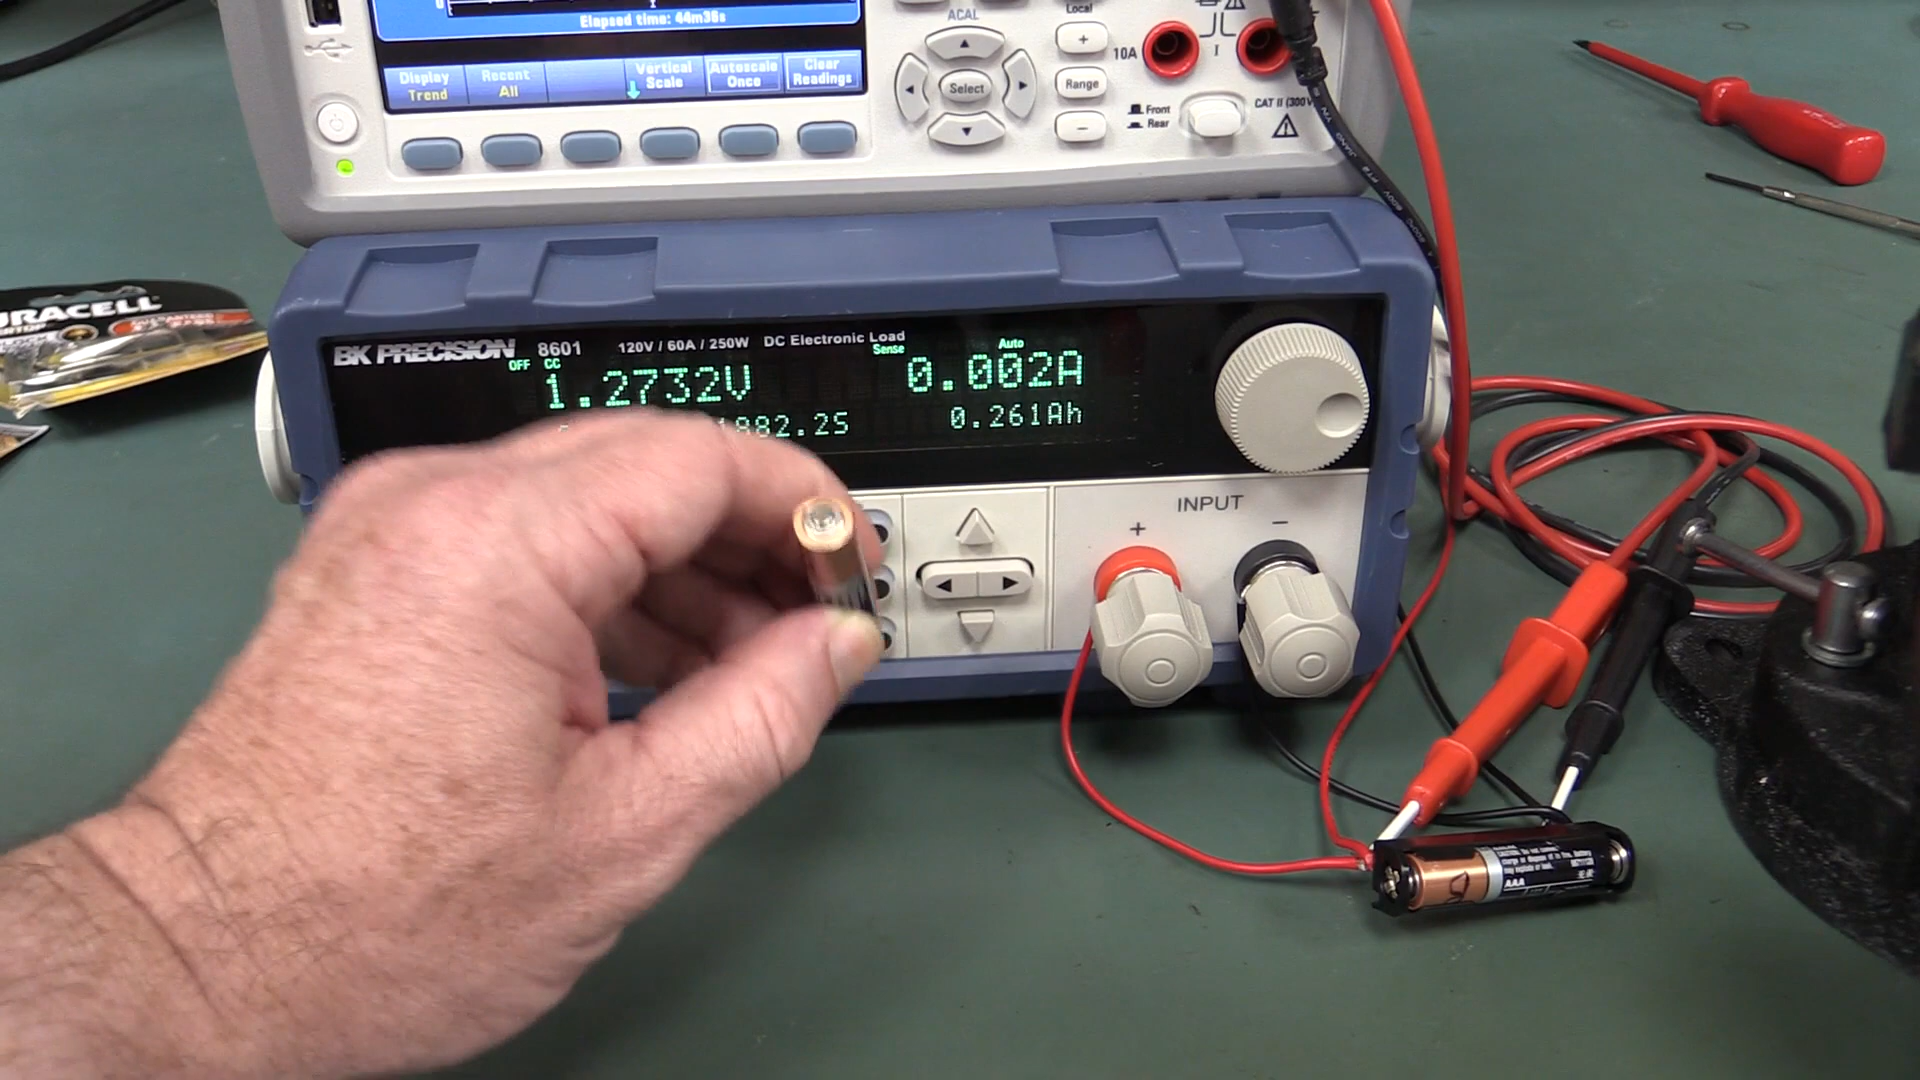 0
Elapsed time: 44m36s
Display
Trend
Recent
All
Vertical
Scale
Autoscale
Once
Clear
Readings
ACAL
Select
Local
+
Range
−
10A
I
Front
Rear
CAT II (300V
URACELL
BK PRECISION 8601 120V / 60A / 250W DC Electronic Load
OFF CC
Sense
Auto
1.2732V
0.002A
1882.2S
0.261Ah
INPUT
+
−
AAA